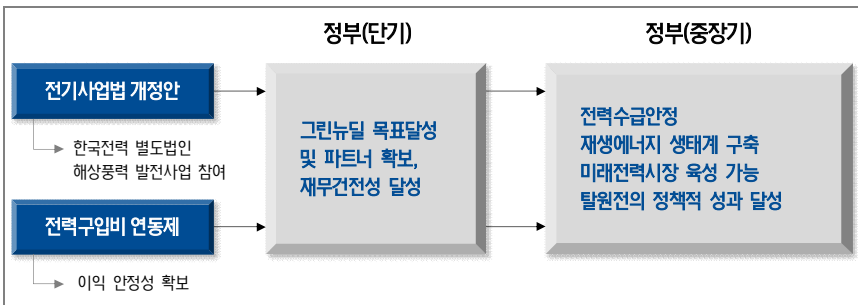 정부(단기)
정부(중장기)
전기사업법 개정안
한국전력 별도법인
해상풍력 발전사업 참여
전력구입비 연동제
이익 안정성 확보
그린뉴딜 목표달성
및 파트너 확보,
재무건전성 달성
전력수급안정
재생에너지 생태계 구축
미래전력시장 육성 가능
탈원전의 정책적 성과 달성